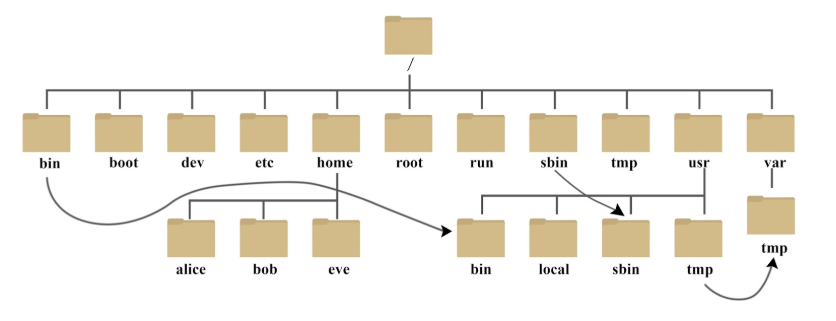 /
bin boot dev etc home root run sbin tmp usr var
alice bob eve bin local sbin tmp tmp